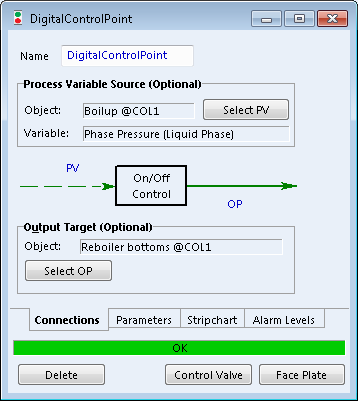 DigitalControlPoint
Name DigitalControlPoint
Process Variable Source (Optional)
Object: Boilup @COL1 Select PV
Variable: Phase Pressure (Liquid Phase)
PV
On/Off
Control
OP
Output Target (Optional)
Object: Reboiler bottoms @COL1
Select OP
Connections Parameters Stripchart Alarm Levels
OK
Delete Control Valve Face Plate